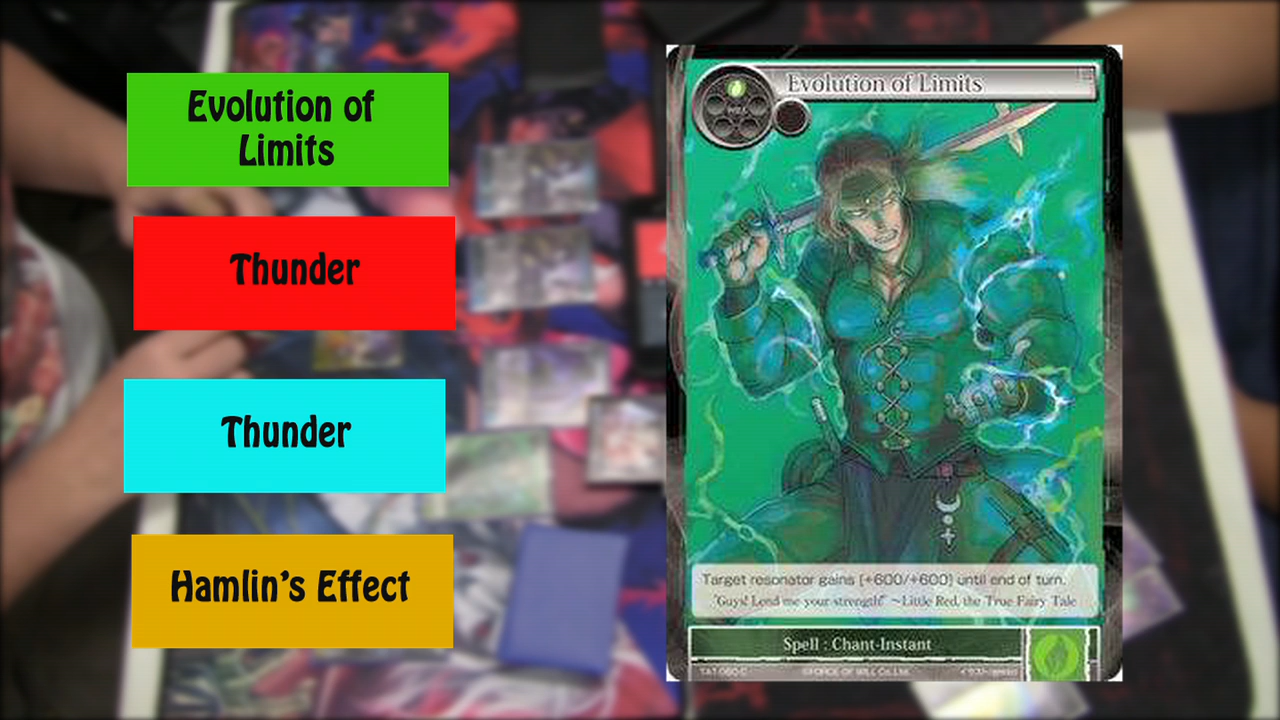 Evolution of
Limits
Thunder
Thunder
Hamlin's Effect
Evolution of Limits
WILL
Target resonator gains [+600/+600] until end of turn.
"Guys! Lend me your strength!" ~Little Red, the True Fairy Tale
Spell : Chant-Instant